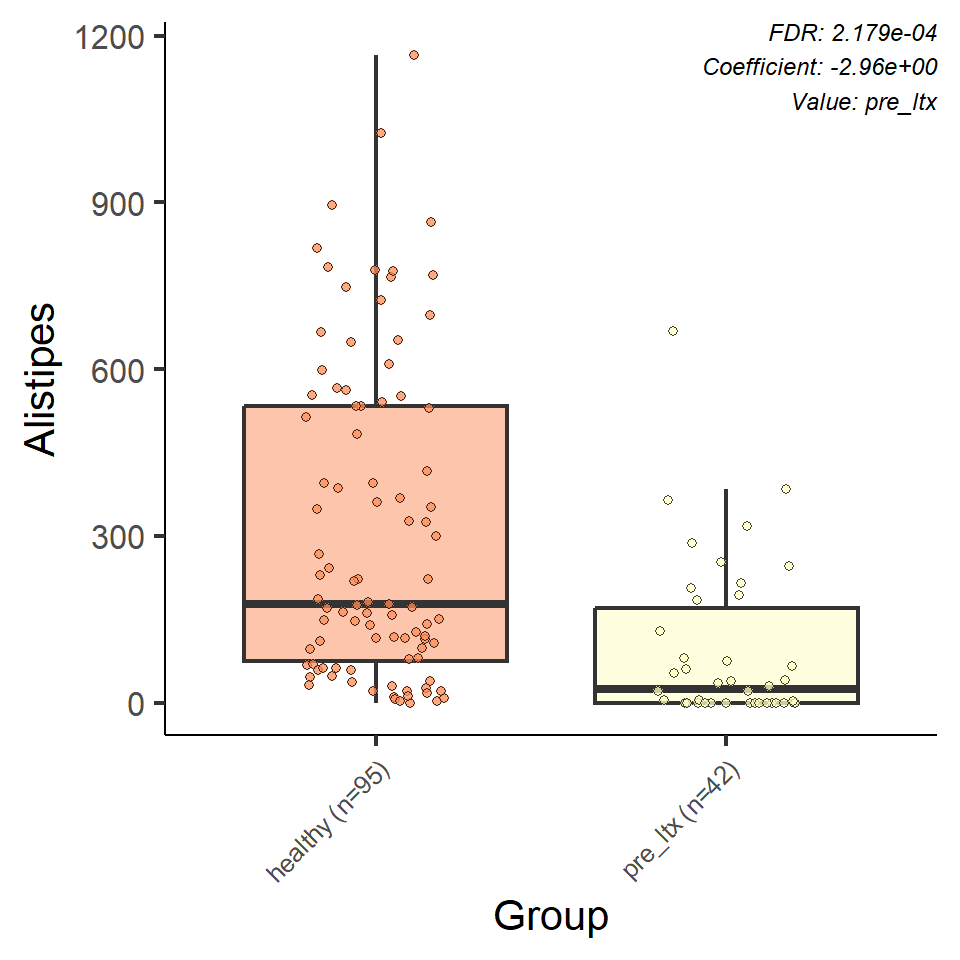 FDR: 2.179e-04
Coefficient: -2.96e+00
Value: pre_ltx
1200
900
600
300
0
Alistipes
healthy (n=95)
pre_ltx (n=42)
Group